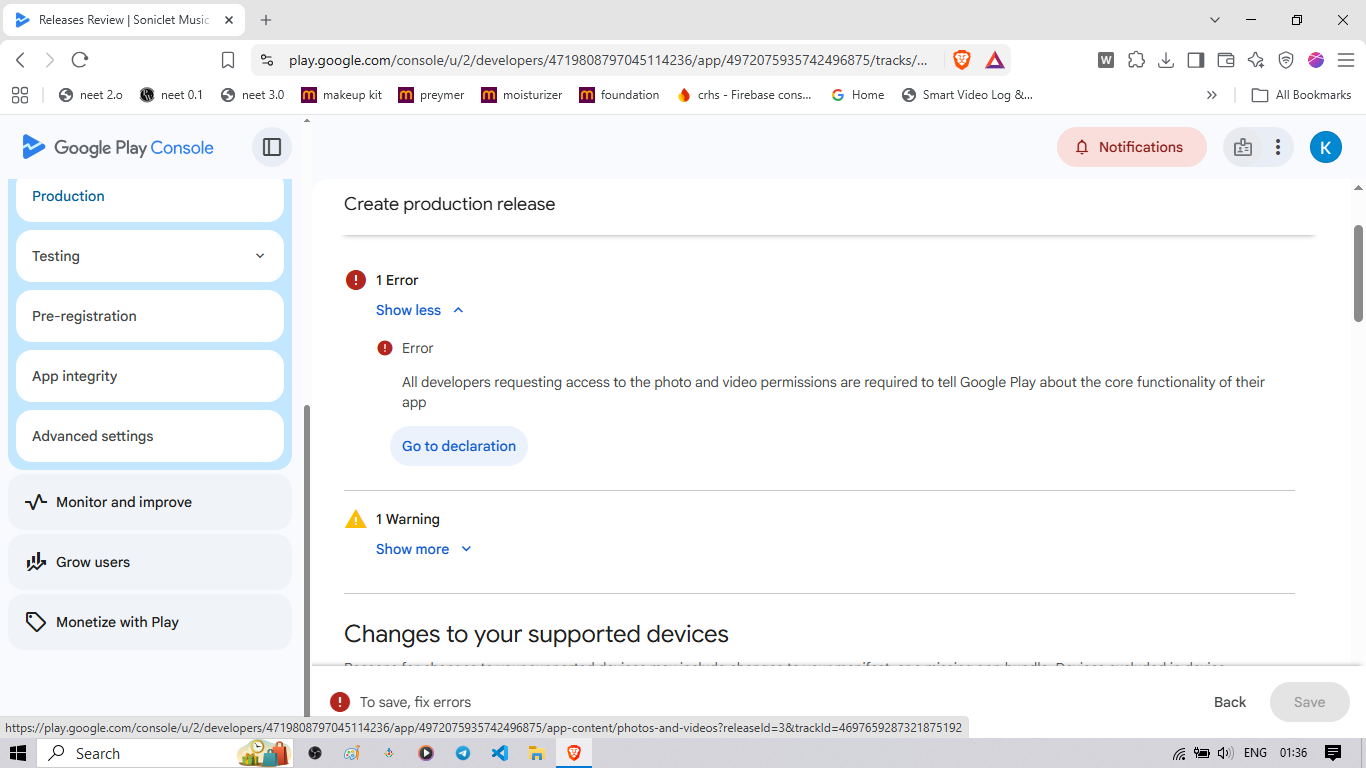 Releases Review | Soniclet Music
play.google.com/console/u/2/developers/4719808797045114236/app/4972075935742496875/tracks/...
W
neet 2.o
neet 0.1
neet 3.0
makeup kit
preymer
moisturizer
foundation
crhs - Firebase cons...
Home
Smart Video Log &...
All Bookmarks
Google Play Console
Notifications
K
Production
Testing
Pre-registration
App integrity
Advanced settings
Monitor and improve
Grow users
Monetize with Play
Create production release
1 Error
Show less
Error
All developers requesting access to the photo and video permissions are required to tell Google Play about the core functionality of their
app
Go to declaration
1 Warning
Show more
Changes to your supported devices
To save, fix errors
Back
Save
https://play.google.com/console/u/2/developers/4719808797045114236/app/4972075935742496875/app-content/photos-and-videos?releaseId=3&trackId=4697659287321875192
Search
ENG
01:36